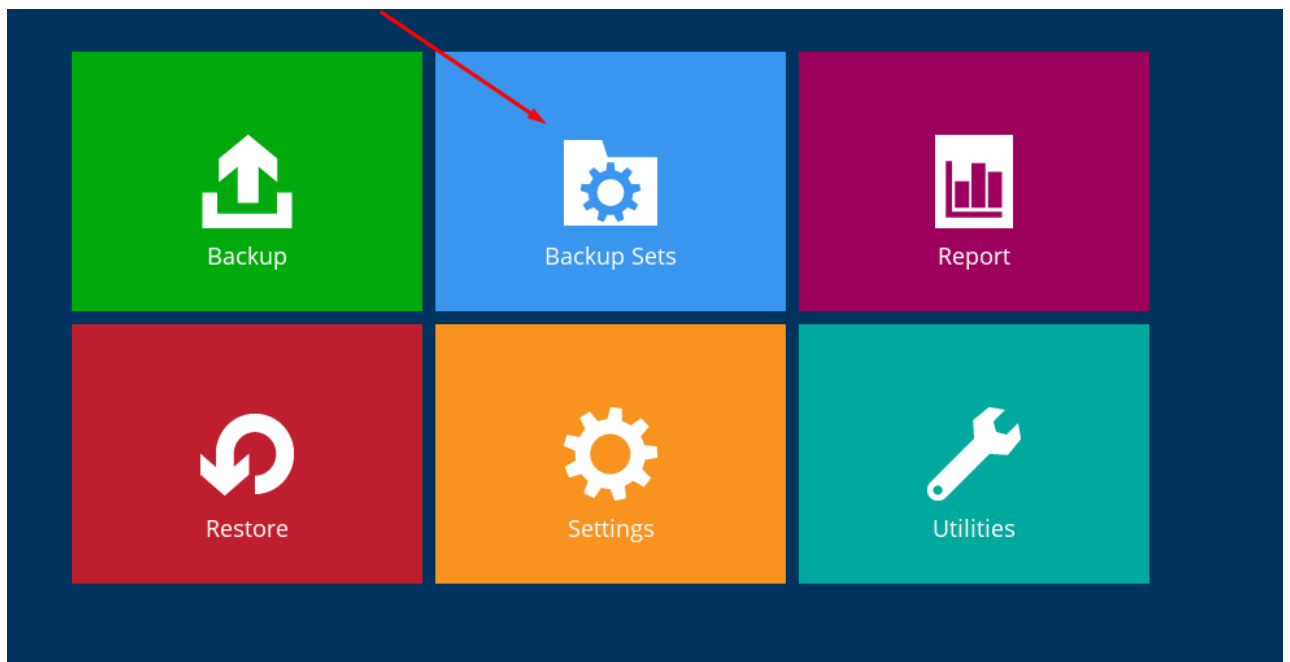 Backup
Backup Sets
Report
Restore
Settings
Utilities